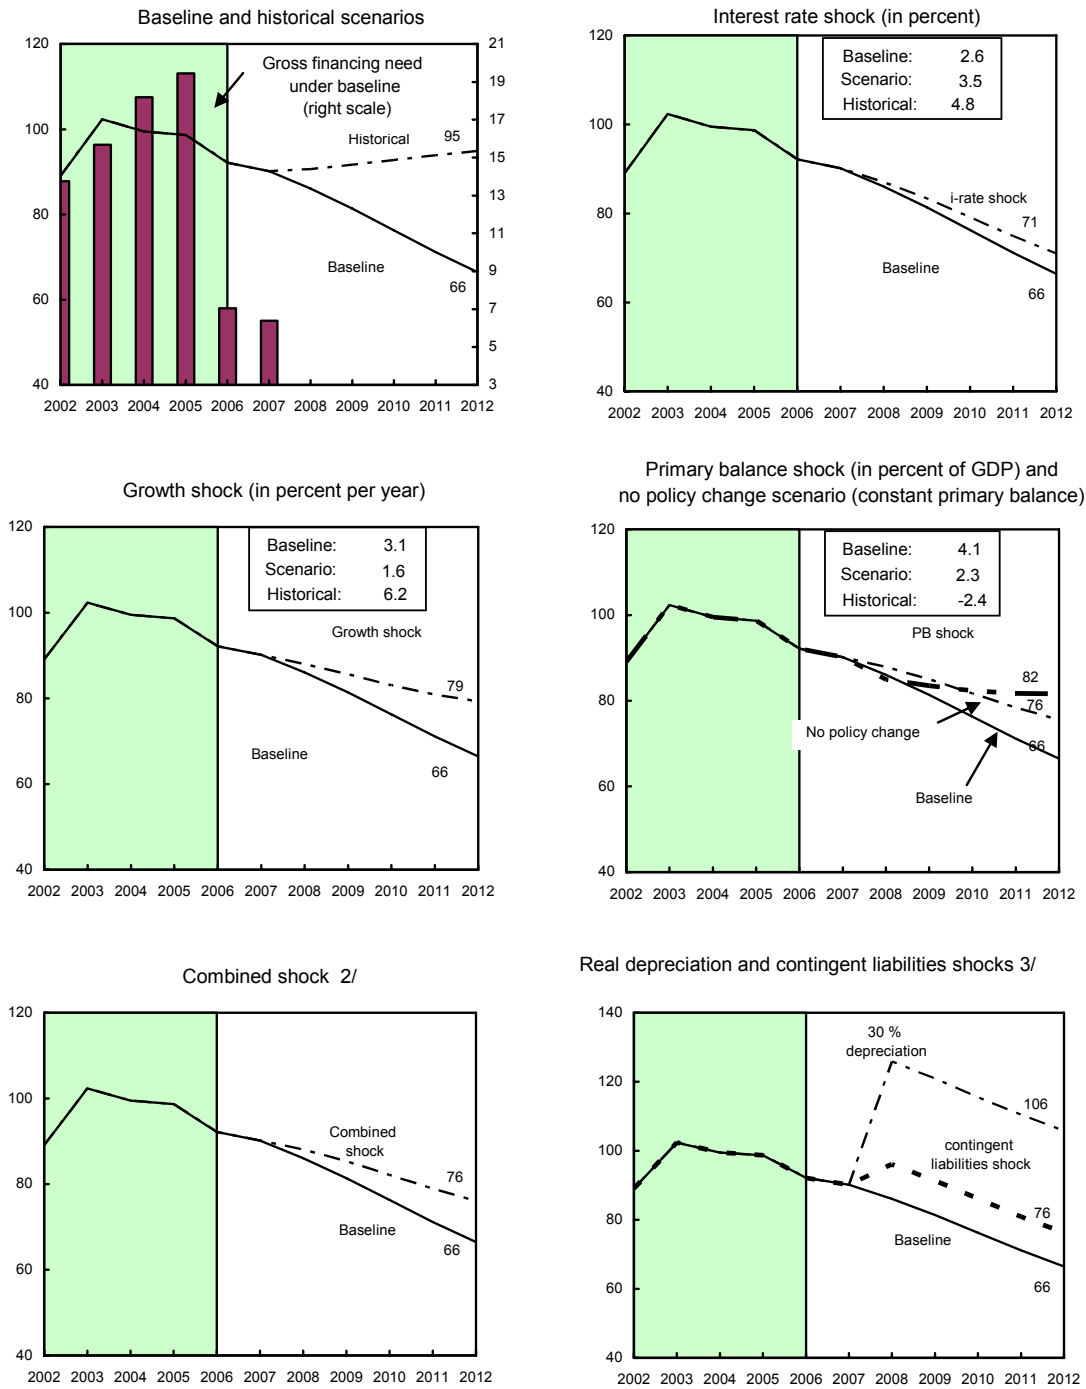 Baseline and historical scenarios
120
100
80
60
40
21
19
17
15
13
11
9
7
5
3
Gross financing need
under baseline
(right scale)
Historical
95
Baseline
66
2002 2003 2004 2005 2006 2007 2008 2009 2010 2011 2012
Interest rate shock (in percent)
120
100
80
60
40
Baseline: 2.6
Scenario: 3.5
Historical: 4.8
i-rate shock
71
Baseline
66
2002 2003 2004 2005 2006 2007 2008 2009 2010 2011 2012
Growth shock (in percent per year)
120
100
80
60
40
Baseline: 3.1
Scenario: 1.6
Historical: 6.2
Growth shock
79
Baseline
66
2002 2003 2004 2005 2006 2007 2008 2009 2010 2011 2012
Primary balance shock (in percent of GDP) and
no policy change scenario (constant primary balance)
120
100
80
60
40
Baseline: 4.1
Scenario: 2.3
Historical: -2.4
PB shock
82
76
No policy change
66
Baseline
2002 2003 2004 2005 2006 2007 2008 2009 2010 2011 2012
Combined shock 2/
120
100
80
60
40
Combined
shock
76
Baseline
66
2002 2003 2004 2005 2006 2007 2008 2009 2010 2011 2012
Real depreciation and contingent liabilities shocks 3/
140
120
100
80
60
40
30 %
depreciation
106
contingent
liabilities shock
76
Baseline
66
2002 2003 2004 2005 2006 2007 2008 2009 2010 2011 2012